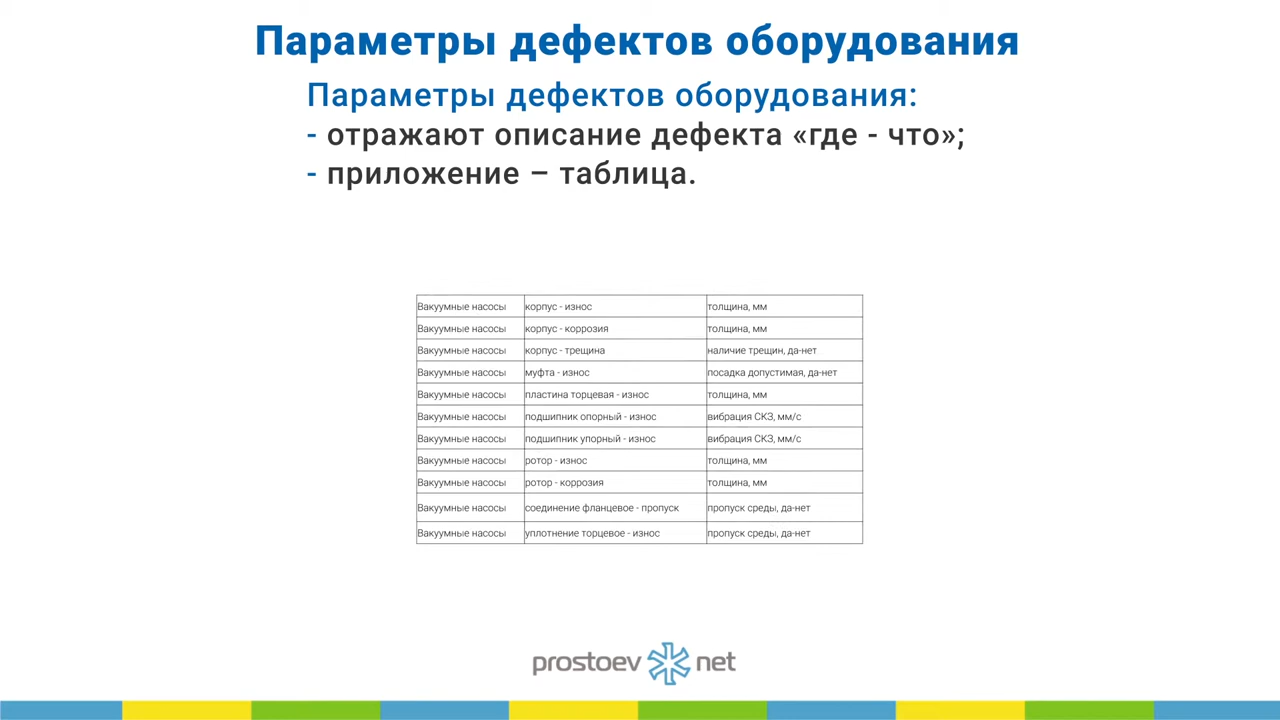 Параметры дефектов оборудования
Параметры дефектов оборудования:
- отражают описание дефекта «где - что»;
- приложение – таблица.
Вакуумные насосы корпус - износ толщина, мм
Вакуумные насосы корпус - коррозия толщина, мм
Вакуумные насосы корпус - трещина наличие трещин, да-нет
Вакуумные насосы муфта - износ посадка допустимая, да-нет
Вакуумные насосы пластина торцевая - износ толщина, мм
Вакуумные насосы подшипник опорный - износ вибрация СКЗ, мм/с
Вакуумные насосы подшипник упорный - износ вибрация СКЗ, мм/с
Вакуумные насосы ротор - износ толщина, мм
Вакуумные насосы ротор - коррозия толщина, мм
Вакуумные насосы соединение фланцевое - пропуск пропуск среды, да-нет
Вакуумные насосы уплотнение торцевое - износ пропуск среды, да-нет
prostoev net